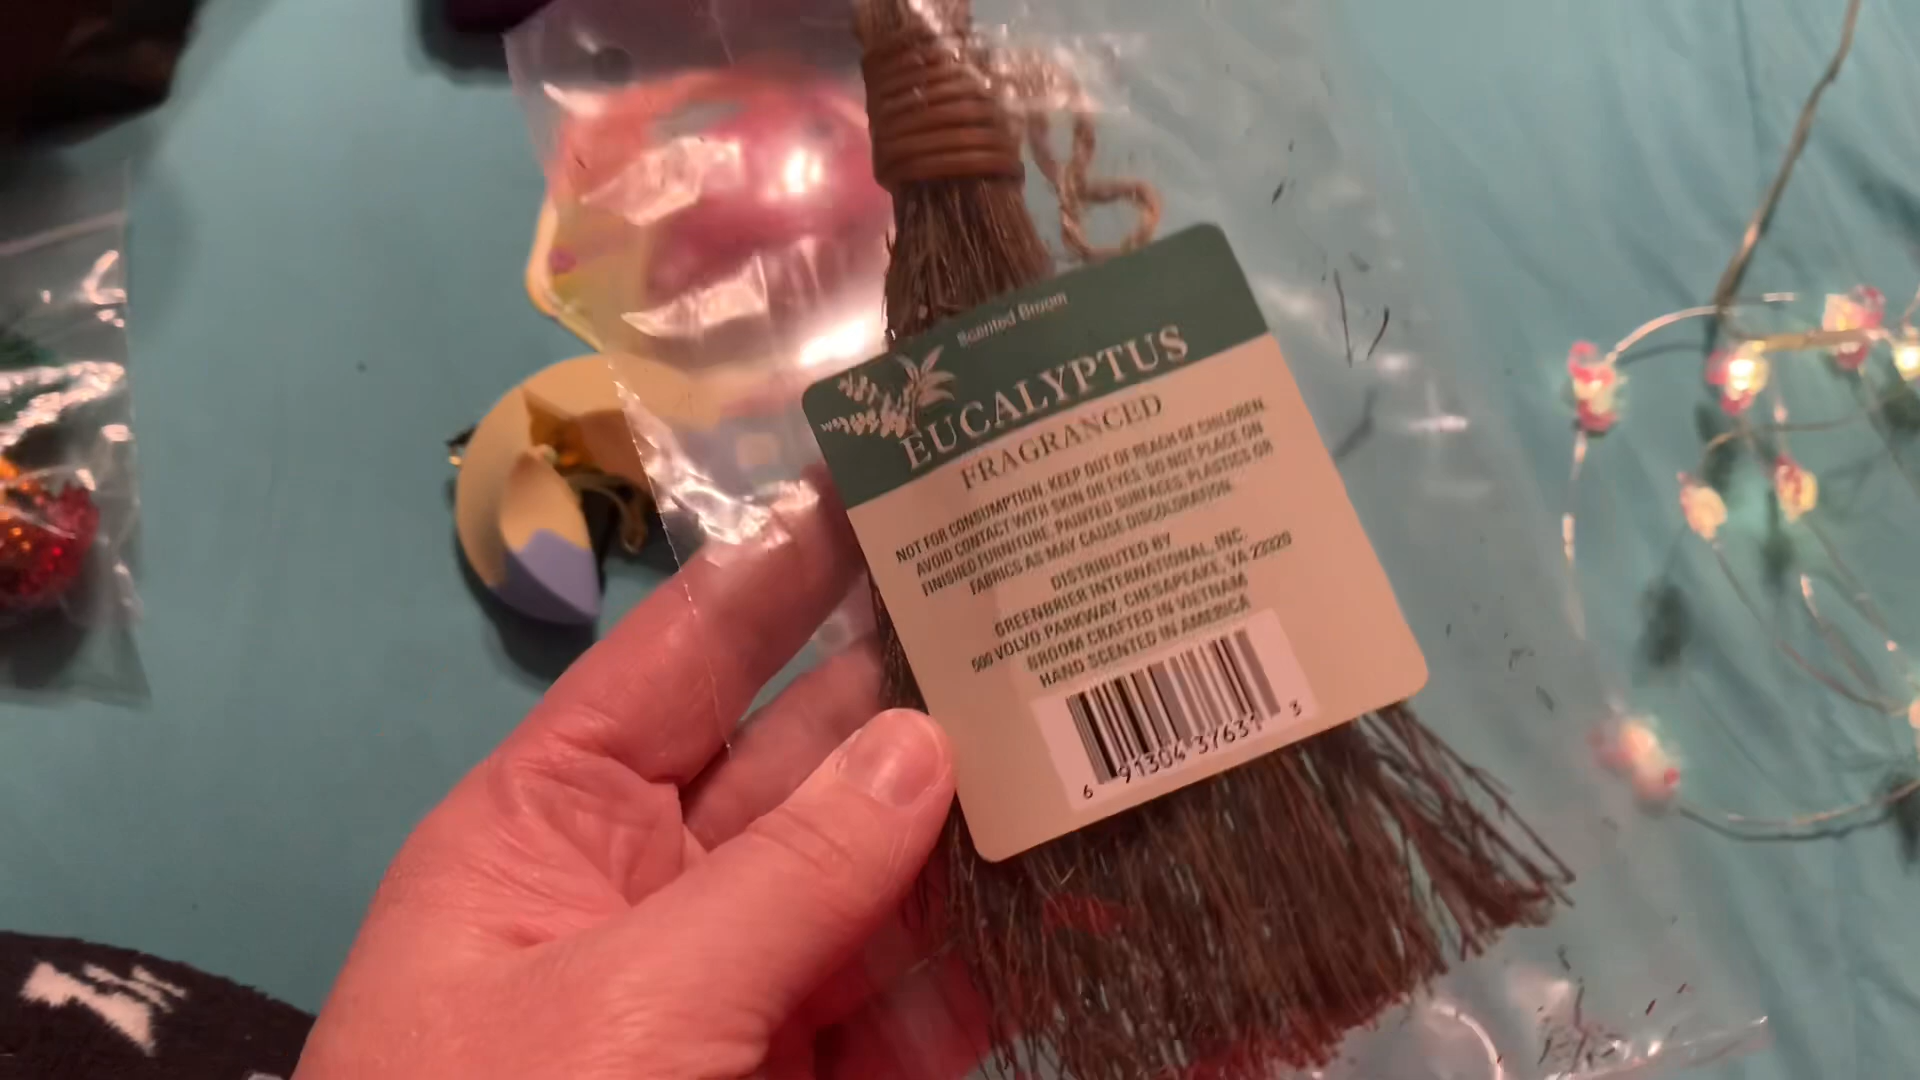 Scented Broom
EUCALYPTUS
FRAGRANCED
NOT FOR CONSUMPTION. KEEP OUT OF REACH OF CHILDREN.
AVOID CONTACT WITH SKIN OR EYES. DO NOT PLACE ON
FINISHED FURNITURE, PAINTED SURFACES, PLASTICS OR
FABRICS AS MAY CAUSE DISCOLORATION.
DISTRIBUTED BY
GREENBRIER INTERNATIONAL, INC.
500 VOLVO PARKWAY, CHESAPEAKE, VA 23320
BROOM CRAFTED IN VIETNAM
HAND SCENTED IN AMERICA
6 91304 37631 3